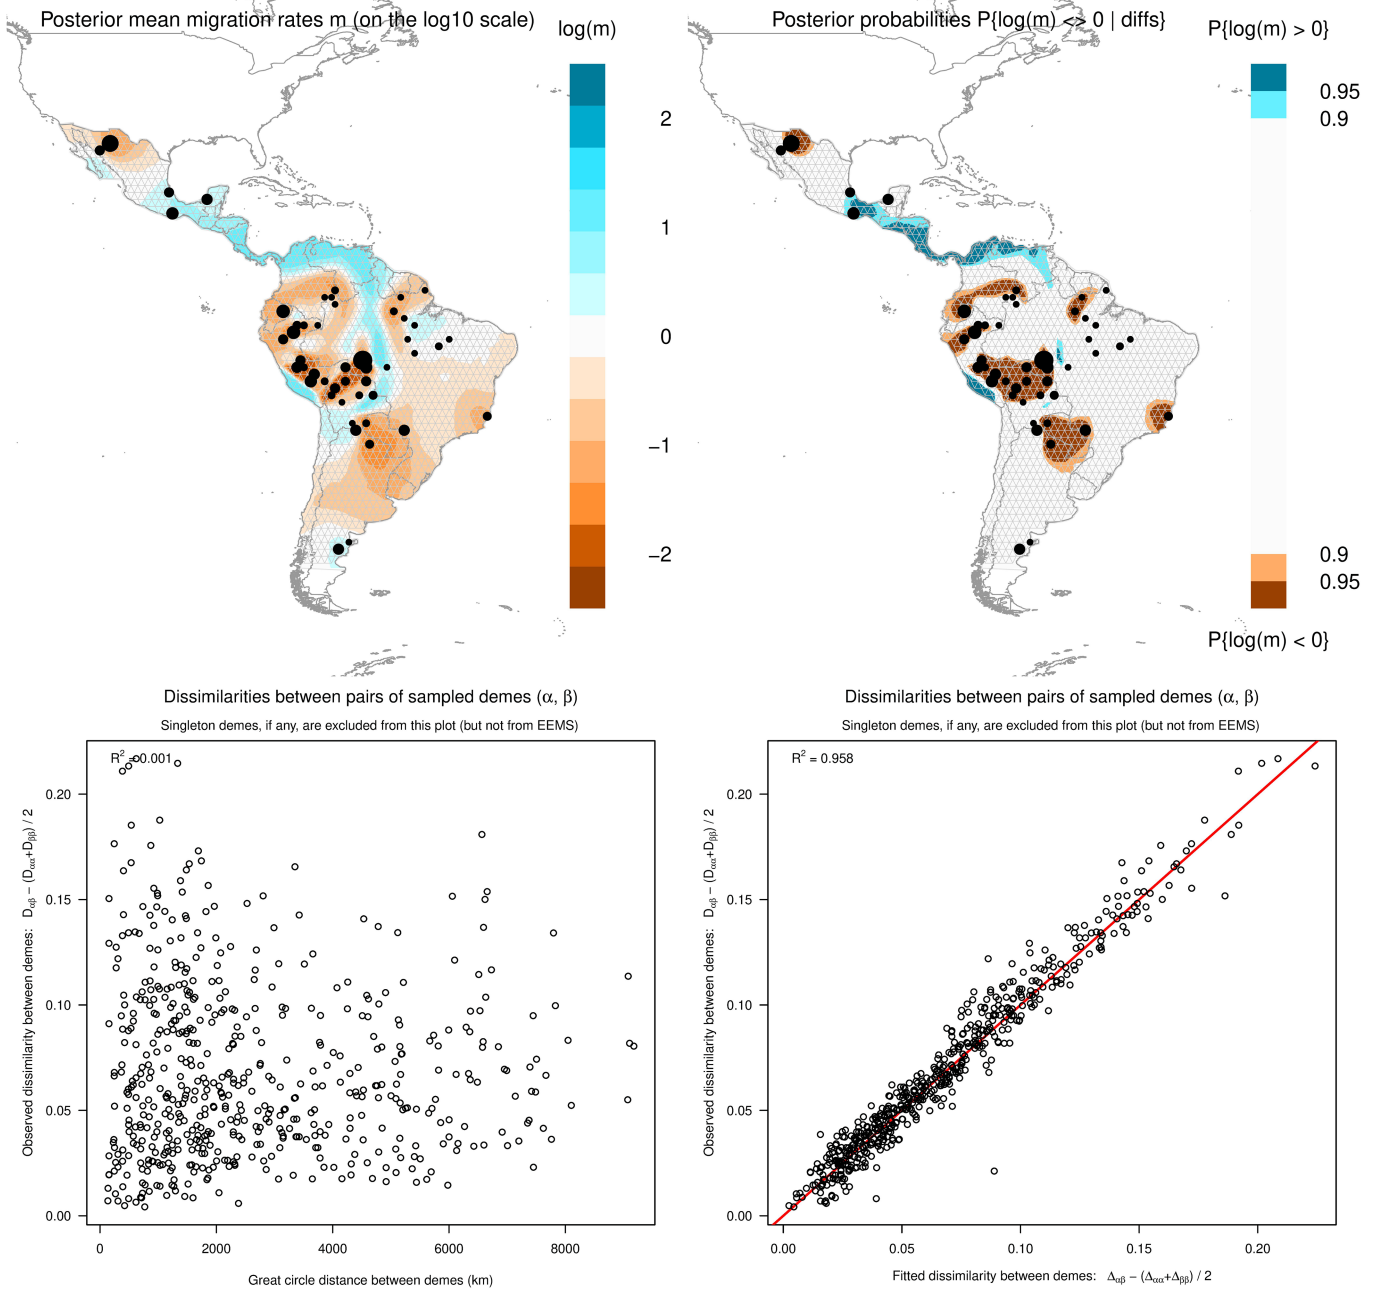 Posterior mean migration rates m (on the log10 scale)
log(m)
2
1
0
−1
−2
Posterior probabilities P{log(m) <> 0 | diffs}
P{log(m) > 0}
0.95
0.9
0.9
0.95
P{log(m) < 0}
Dissimilarities between pairs of sampled demes (α, β)
Singleton demes, if any, are excluded from this plot (but not from EEMS)
R² = 0.001
Observed dissimilarity between demes: Dαβ − (Dαα+Dββ) / 2
0.20
0.15
0.10
0.05
0.00
0 2000 4000 6000 8000
Great circle distance between demes (km)
Dissimilarities between pairs of sampled demes (α, β)
Singleton demes, if any, are excluded from this plot (but not from EEMS)
R² = 0.958
Observed dissimilarity between demes: Dαβ − (Dαα+Dββ) / 2
0.20
0.15
0.10
0.05
0.00
0.00 0.05 0.10 0.15 0.20
Fitted dissimilarity between demes: Δαβ − (Δαα+Δββ) / 2